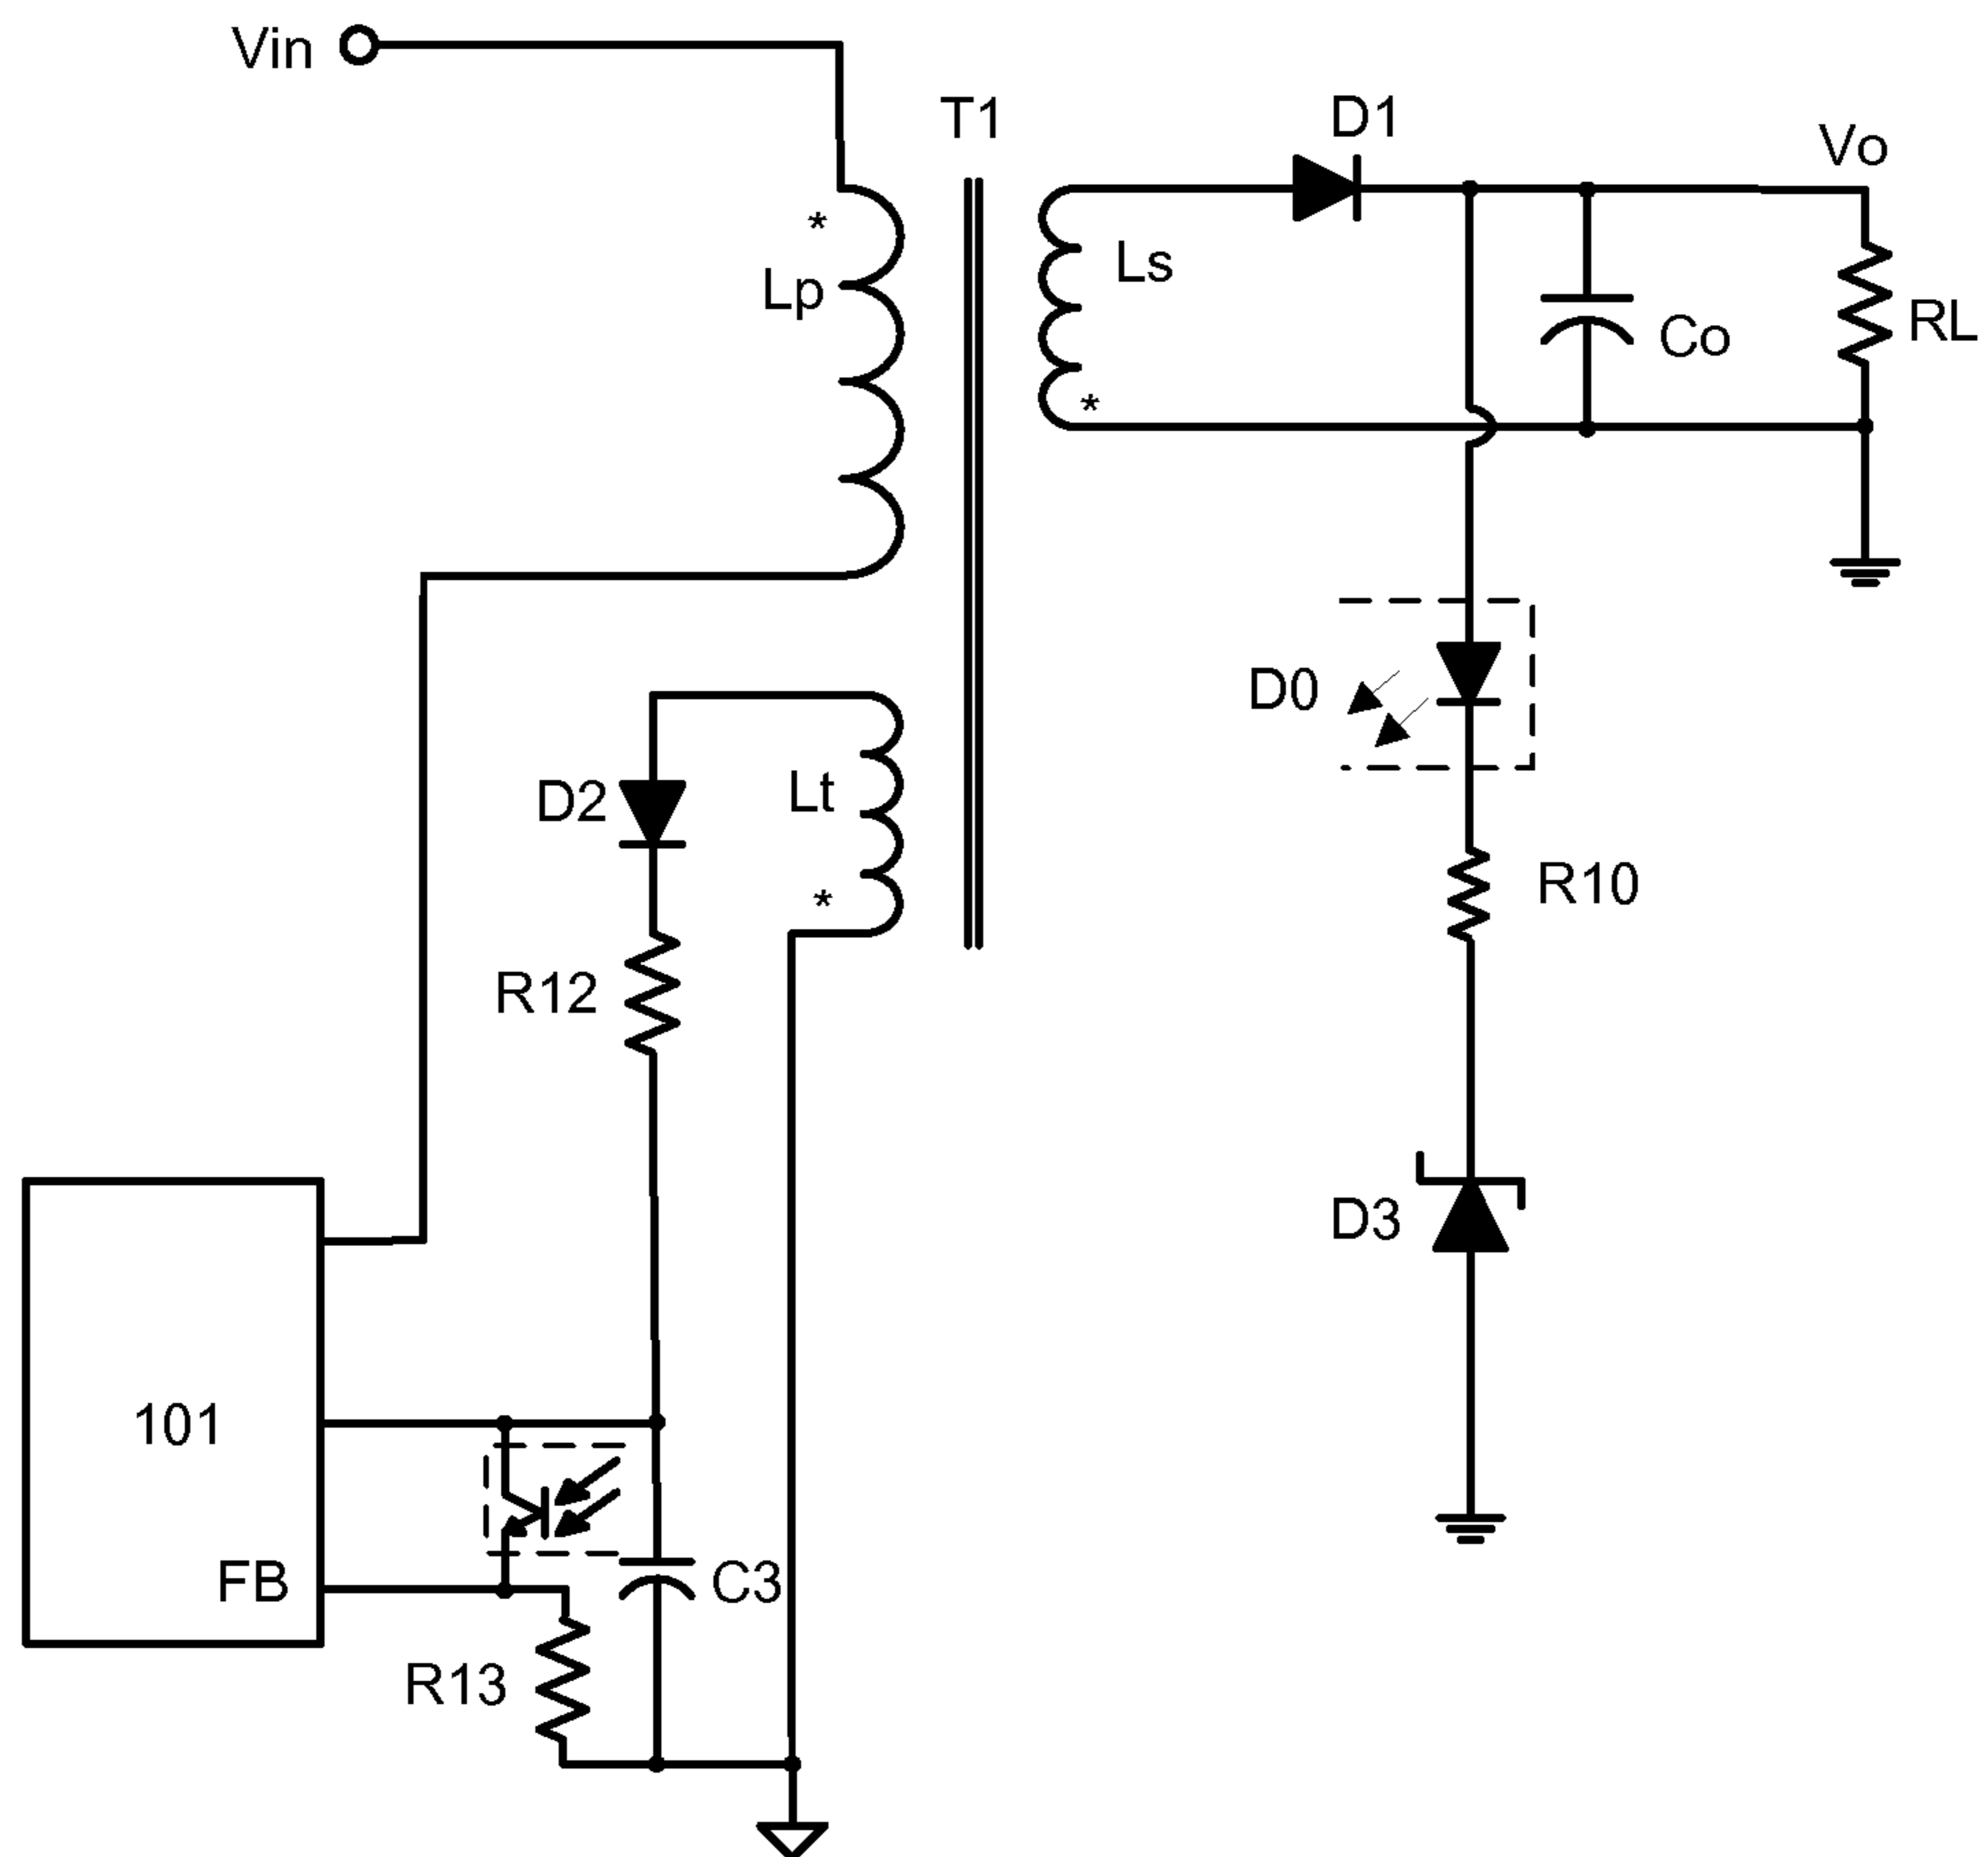 Vin
T1
D1
Vo
*
Lp
Ls
Co
RL
*
D0
D2
Lt
R10
*
R12
D3
101
FB
C3
R13